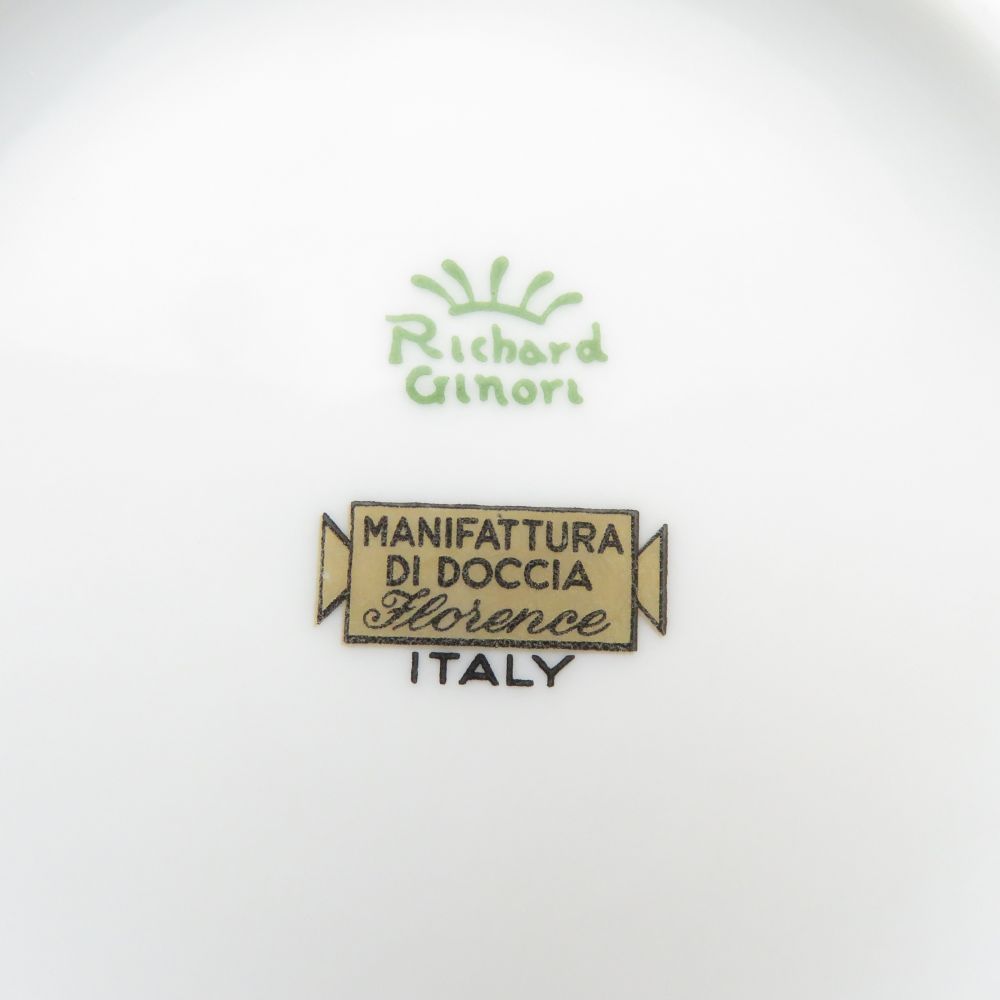 Richard
Ginori
MANIFATTURA
DI DOCCIA
Florence
ITALY